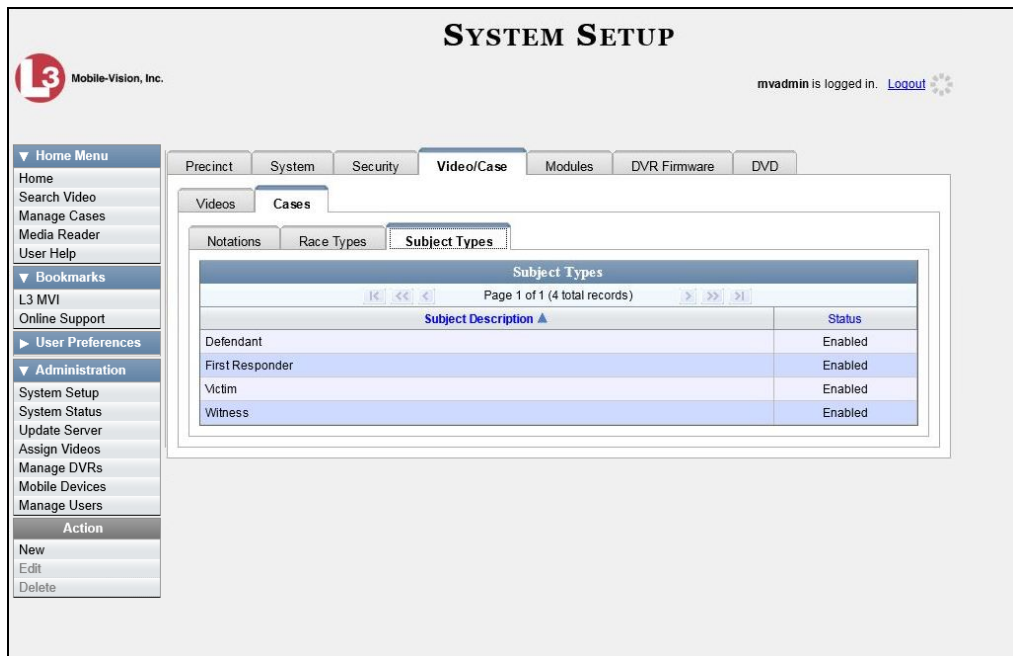 SYSTEM SETUP
L3 Mobile-Vision, Inc.
mvadmin is logged in. Logout
▼ Home Menu
Home
Search Video
Manage Cases
Media Reader
User Help
▼ Bookmarks
L3 MVI
Online Support
▶ User Preferences
▼ Administration
System Setup
System Status
Update Server
Assign Videos
Manage DVRs
Mobile Devices
Manage Users
Action
New
Edit
Delete
Precinct System Security Video/Case Modules DVR Firmware DVD
Videos Cases
Notations Race Types Subject Types
Subject Types
Page 1 of 1 (4 total records)
Subject Description ▲ Status
Defendant Enabled
First Responder Enabled
Victim Enabled
Witness Enabled